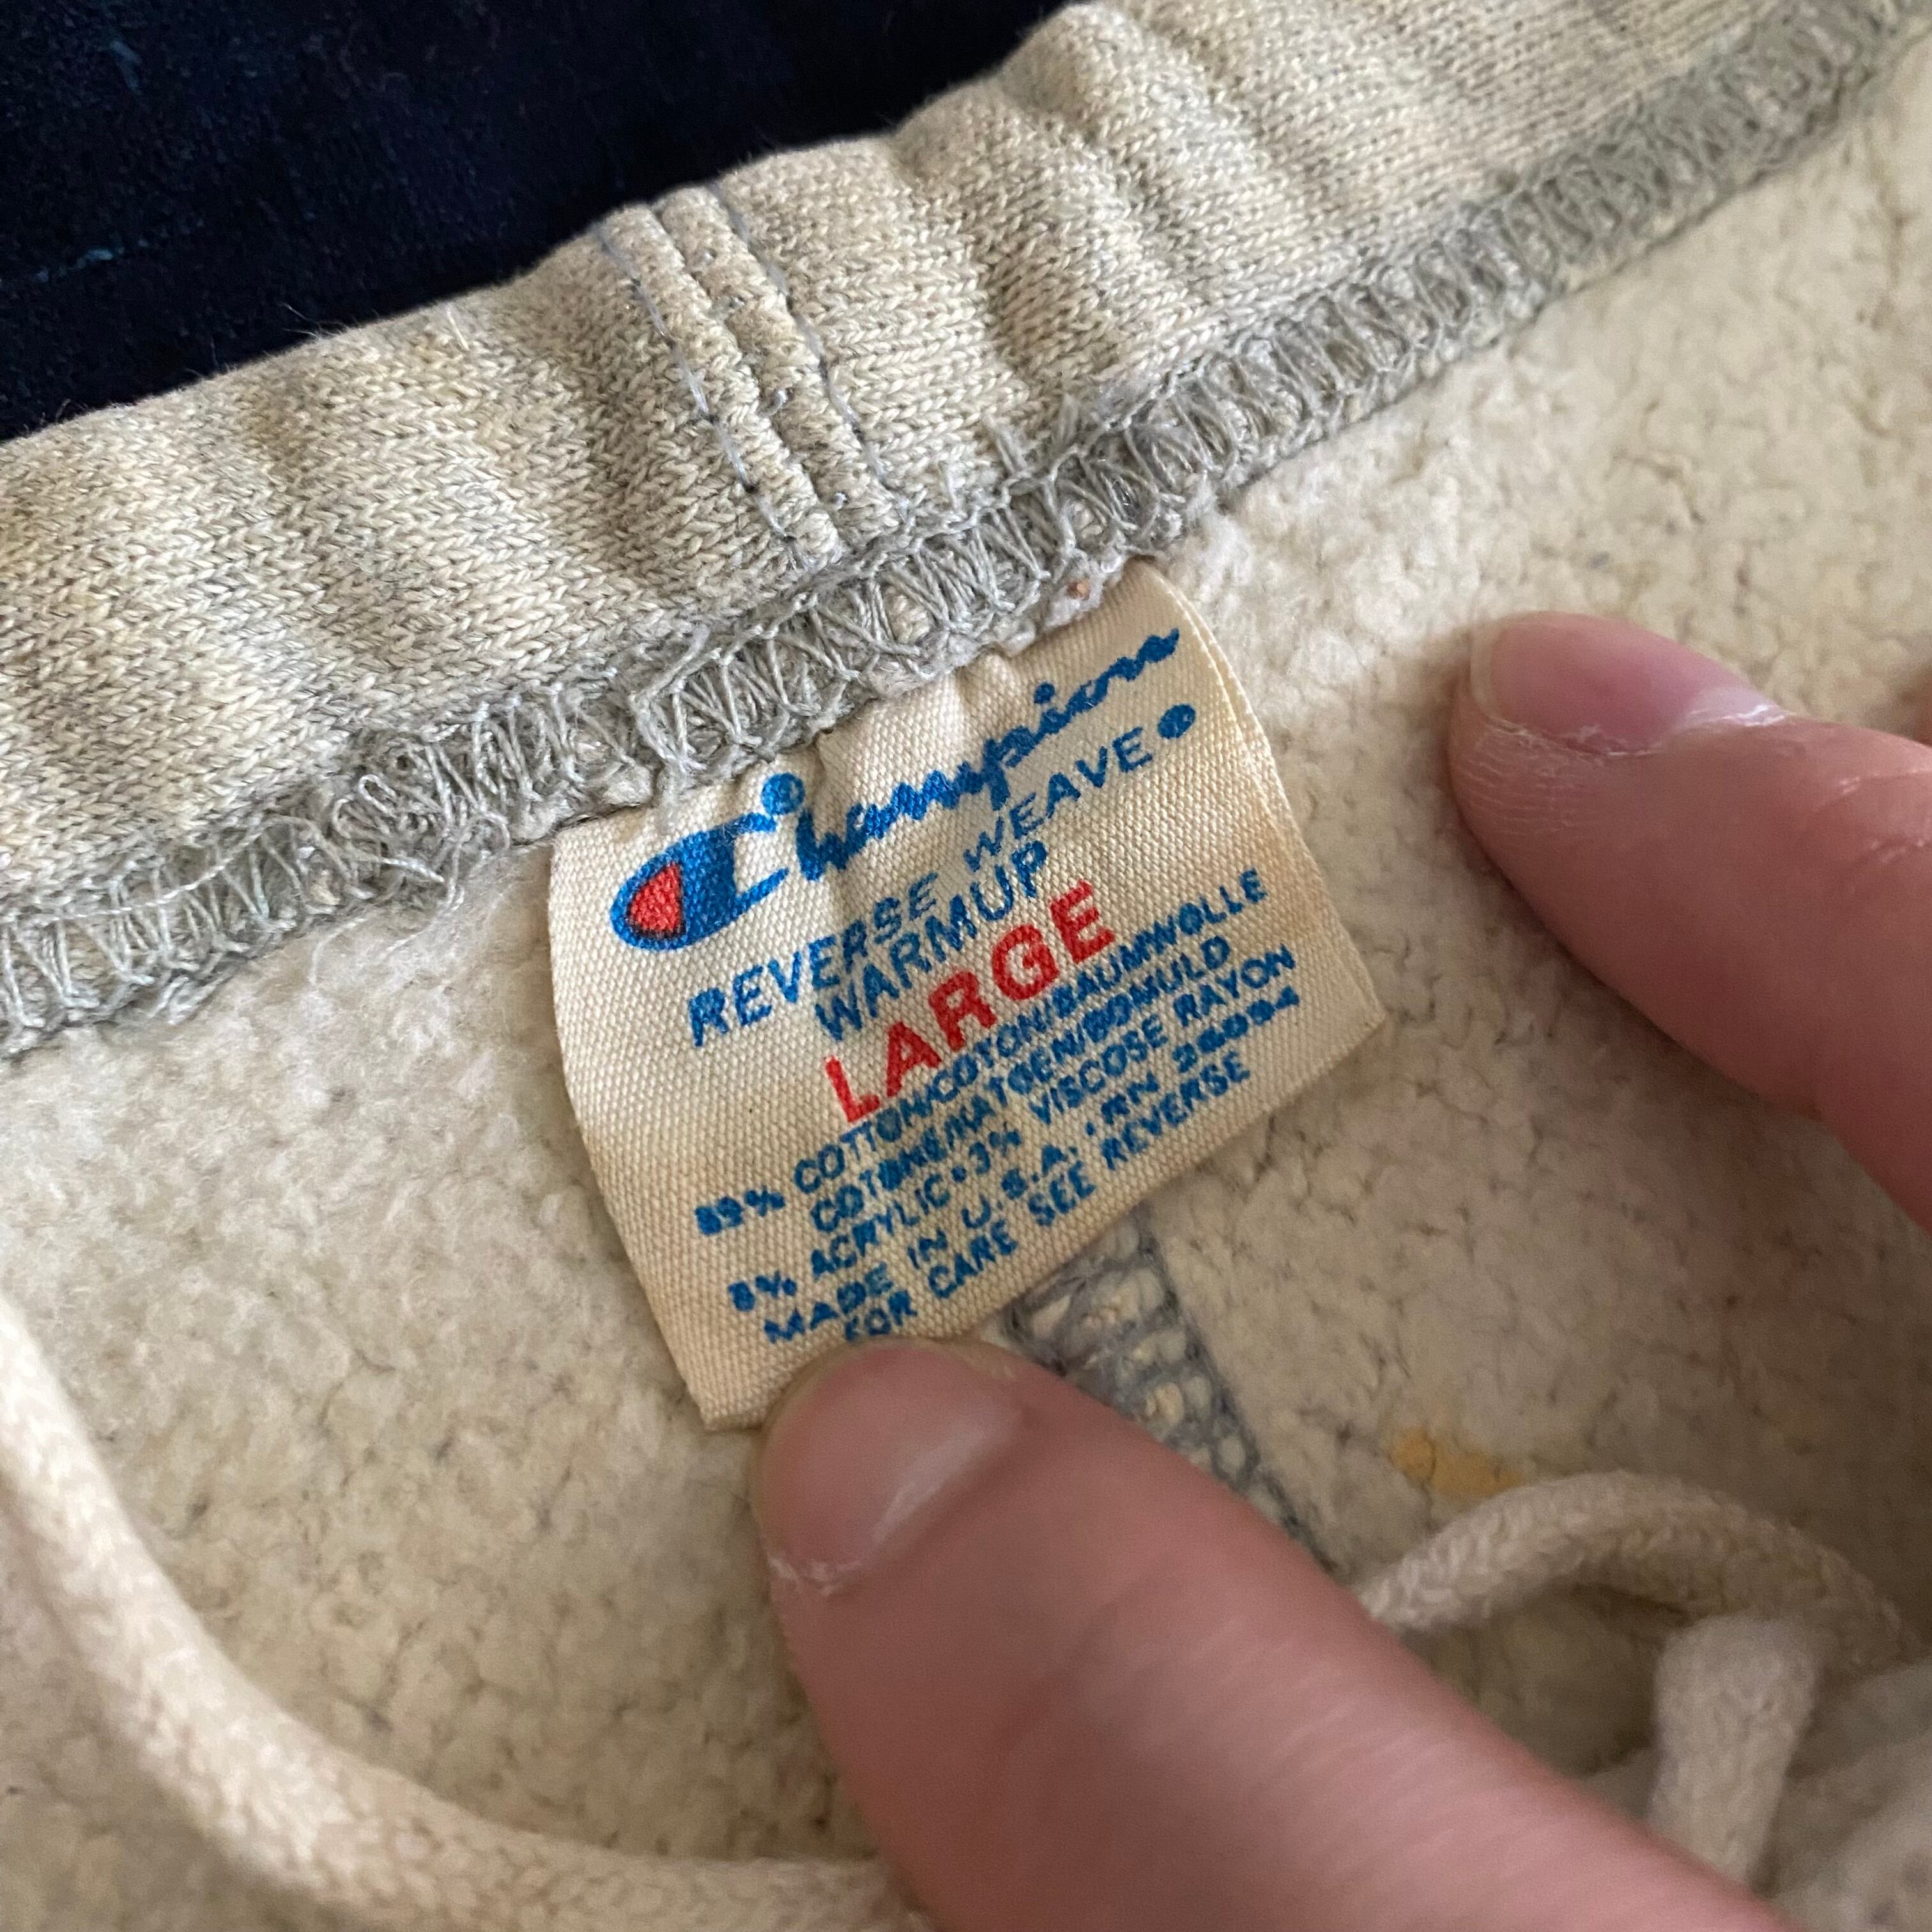 Champion®
REVERSE WEAVE®
WARMUP
LARGE
89% COTTON/COTON/BAUMWOLLE
COTONE/KATOEN/BOMULD
8% ACRYLIC•3% VISCOSE RAYON
MADE IN U.S.A. • RN 26094
FOR CARE SEE REVERSE